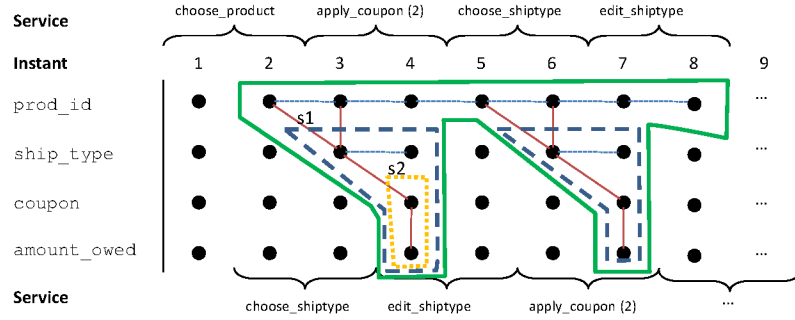 choose_product apply_coupon (2) choose_shiptype edit_shiptype
Service
Instant 1 2 3 4 5 6 7 8 9
prod_id ...
s1
ship_type ...
s2
coupon ...
amount_owed ...
Service choose_shiptype edit_shiptype apply_coupon (2) ...